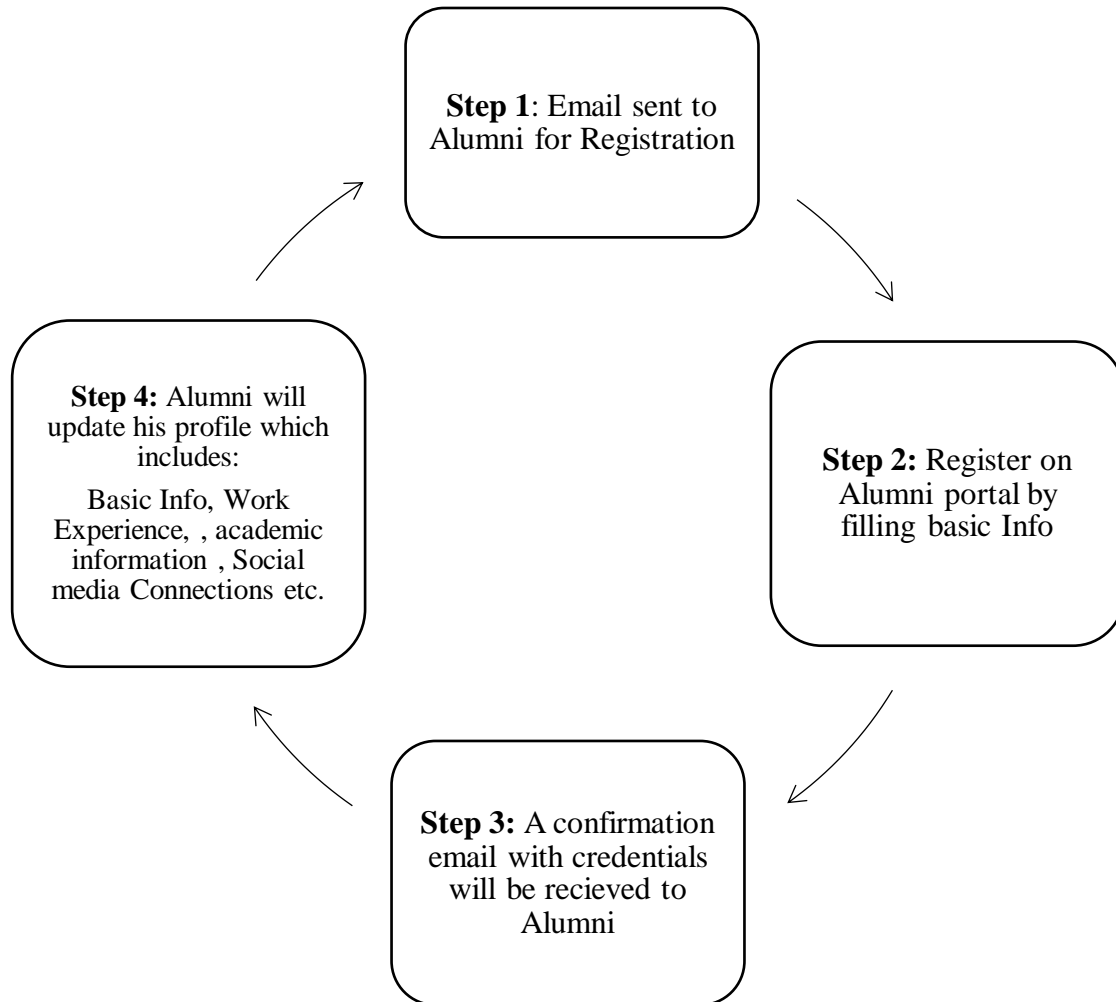 Step 1: Email sent to
Alumni for Registration
Step 2: Register on
Alumni portal by
filling basic Info
Step 3: A confirmation
email with credentials
will be recieved to
Alumni
Step 4: Alumni will
update his profile which
includes:
Basic Info, Work
Experience, , academic
information , Social
media Connections etc.